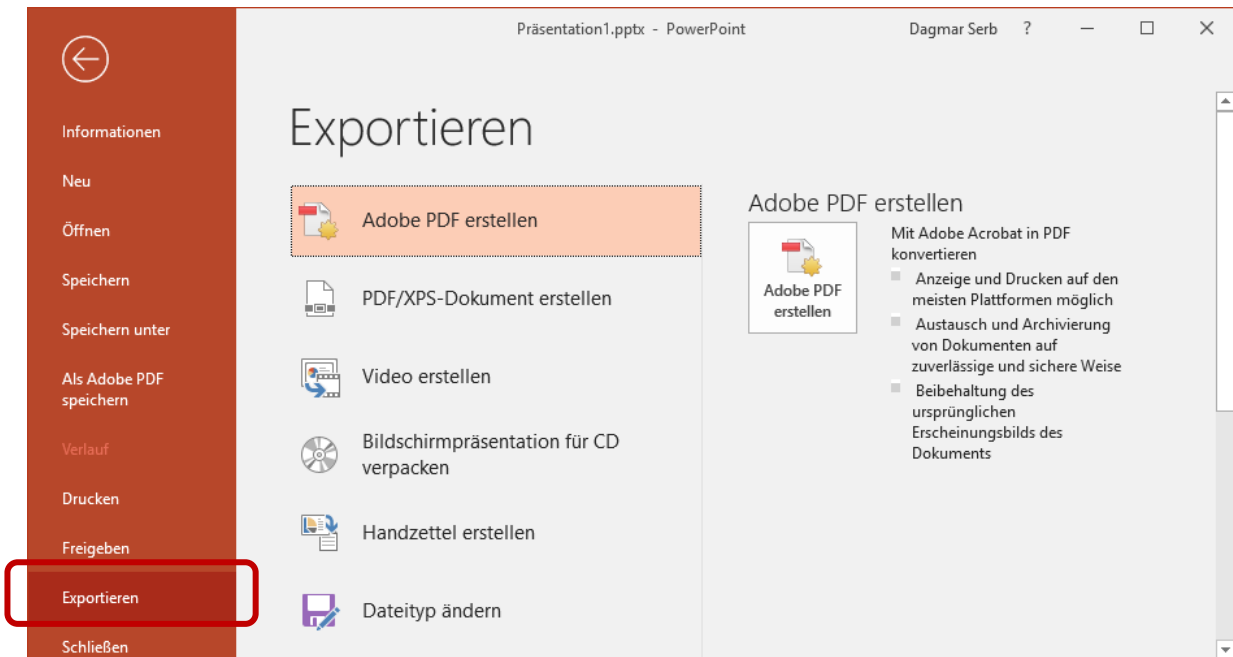 Präsentation1.pptx - PowerPoint
Dagmar Serb
?
Informationen
Neu
Öffnen
Speichern
Speichern unter
Als Adobe PDF
speichern
Verlauf
Drucken
Freigeben
Exportieren
Schließen
Exportieren
Adobe PDF erstellen
PDF/XPS-Dokument erstellen
Video erstellen
Bildschirmpräsentation für CD
verpacken
Handzettel erstellen
Dateityp ändern
Adobe PDF erstellen
Adobe PDF
erstellen
Mit Adobe Acrobat in PDF
konvertieren
Anzeige und Drucken auf den
meisten Plattformen möglich
Austausch und Archivierung
von Dokumenten auf
zuverlässige und sichere Weise
Beibehaltung des
ursprünglichen
Erscheinungsbilds des
Dokuments